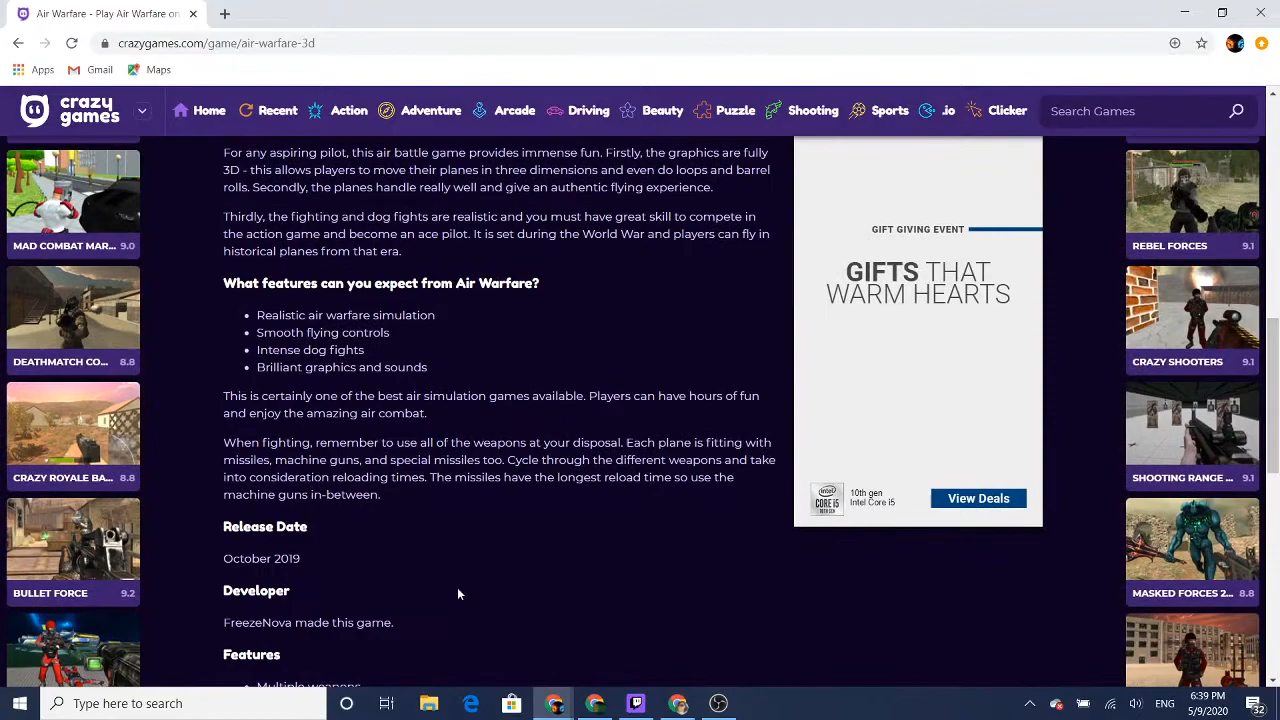 Air Warfare - Play Air Warfare on
crazygames.com/game/air-warfare-3d
Apps Gmail Maps
crazy games Home Recent Action Adventure Arcade Driving Beauty Puzzle Shooting Sports .io Clicker Search Games
For any aspiring pilot, this air battle game provides immense fun. Firstly, the graphics are fully
3D - this allows players to move their planes in three dimensions and even do loops and barrel
rolls. Secondly, the planes handle really well and give an authentic flying experience.
Thirdly, the fighting and dog fights are realistic and you must have great skill to compete in
the action game and become an ace pilot. It is set during the World War and players can fly in
historical planes from that era.
What features can you expect from Air Warfare?
Realistic air warfare simulation
Smooth flying controls
Intense dog fights
Brilliant graphics and sounds
This is certainly one of the best air simulation games available. Players can have hours of fun
and enjoy the amazing air combat.
When fighting, remember to use all of the weapons at your disposal. Each plane is fitting with
missiles, machine guns, and special missiles too. Cycle through the different weapons and take
into consideration reloading times. The missiles have the longest reload time so use the
machine guns in-between.
Release Date
October 2019
Developer
FreezeNova made this game.
Features
Multiple weapons
MAD COMBAT MAR... 9.0
DEATHMATCH CO... 8.8
CRAZY ROYALE BA... 8.8
BULLET FORCE 9.2
GIFT GIVING EVENT
GIFTS THAT
WARM HEARTS
intel
CORE i5
10TH GEN
10th gen
Intel Core i5
View Deals
REBEL FORCES 9.1
CRAZY SHOOTERS 9.1
SHOOTING RANGE ... 9.1
MASKED FORCES 2... 8.8
Type here to search
ENG
6:39 PM
5/9/2020
32